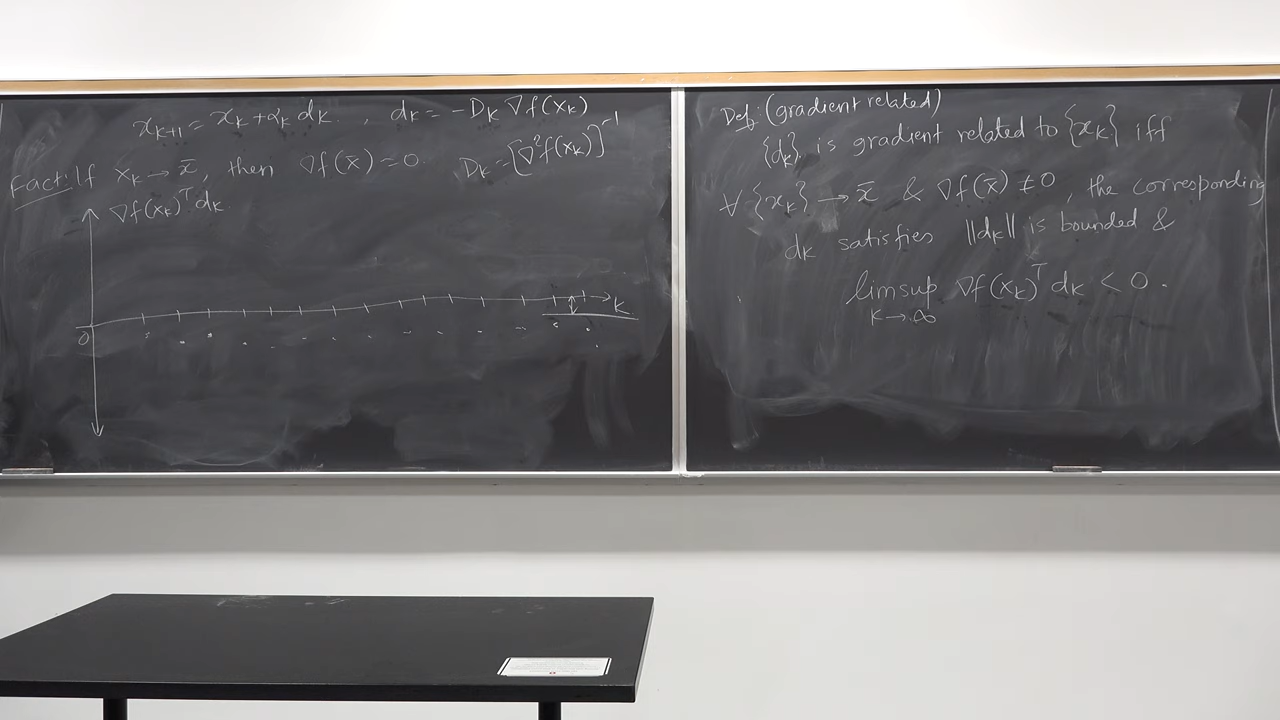 x_{k+1} = x_k + α_k d_k , d_k = -D_k ∇f(x_k)
Fact: If x_k → x̄, then ∇f(x̄) = 0. D_k = [∇²f(x_k)]⁻¹
∇f(x_k)ᵀ d_k
0
k
Def: (gradient related)
{d_k} is gradient related to {x_k} iff
∀ {x_k} → x̄ & ∇f(x̄) ≠ 0, the corresponding
d_k satisfies ||d_k|| is bounded &
limsup ∇f(x_k)ᵀ d_k < 0.
k → ∞